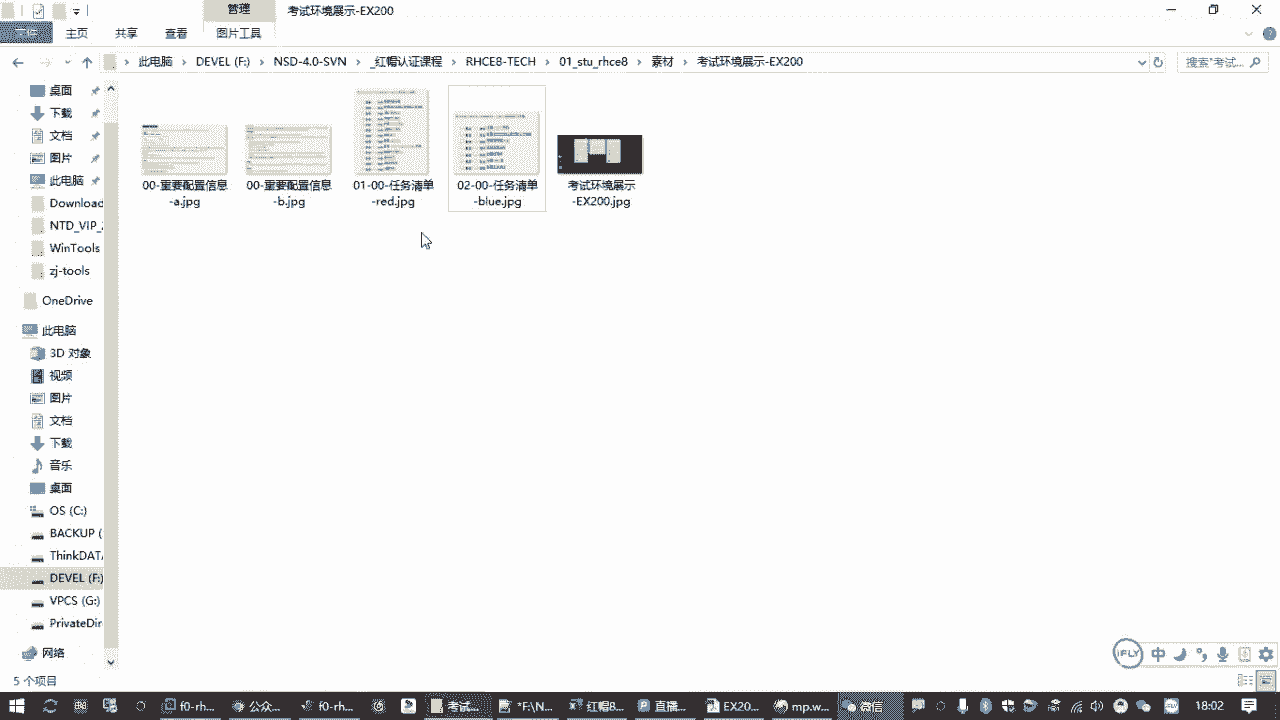 管理
考试环境展示-EX200
主页
共享
查看
图片工具
此电脑
DEVEL (F:)
NSD-4.0-SVN
_红帽认证课程
RHCE8-TECH
01_stu_rhce8
素材
考试环境展示-EX200
搜索"考试...
桌面
下载
文档
图片
此电脑
Download
NTD_VIP_
WinTools
zj-tools
OneDrive
此电脑
3D 对象
视频
图片
文档
下载
音乐
桌面
OS (C:)
BACKUP (
ThinkDATA
DEVEL (F:)
VPCS (G:)
PrivateDir
网络
00-重要配置信息
-a.jpg
00-重要配置信息
-b.jpg
01-00-任务清单
-red.jpg
02-00-任务清单
-blue.jpg
考试环境展示
-EX200.jpg
iFLY
中
5 个项目
f0-rh...
公众...
f0-rh...
考试...
*F:\N...
红帽8...
直播...
EX20...
mp.w...
微信
18:02